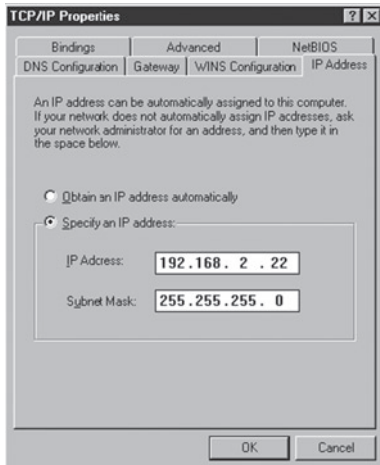 TCP/IP Properties
? X
Bindings Advanced NetBIOS
DNS Configuration Gateway WINS Configuration IP Address
An IP address can be automatically assigned to this computer.
If your network does not automatically assign IP addresses, ask
your network administrator for an address, and then type it in
the space below.
Obtain an IP address automatically
Specify an IP address:
IP Address: 192.168. 2 .22
Subnet Mask: 255.255.255. 0
OK Cancel